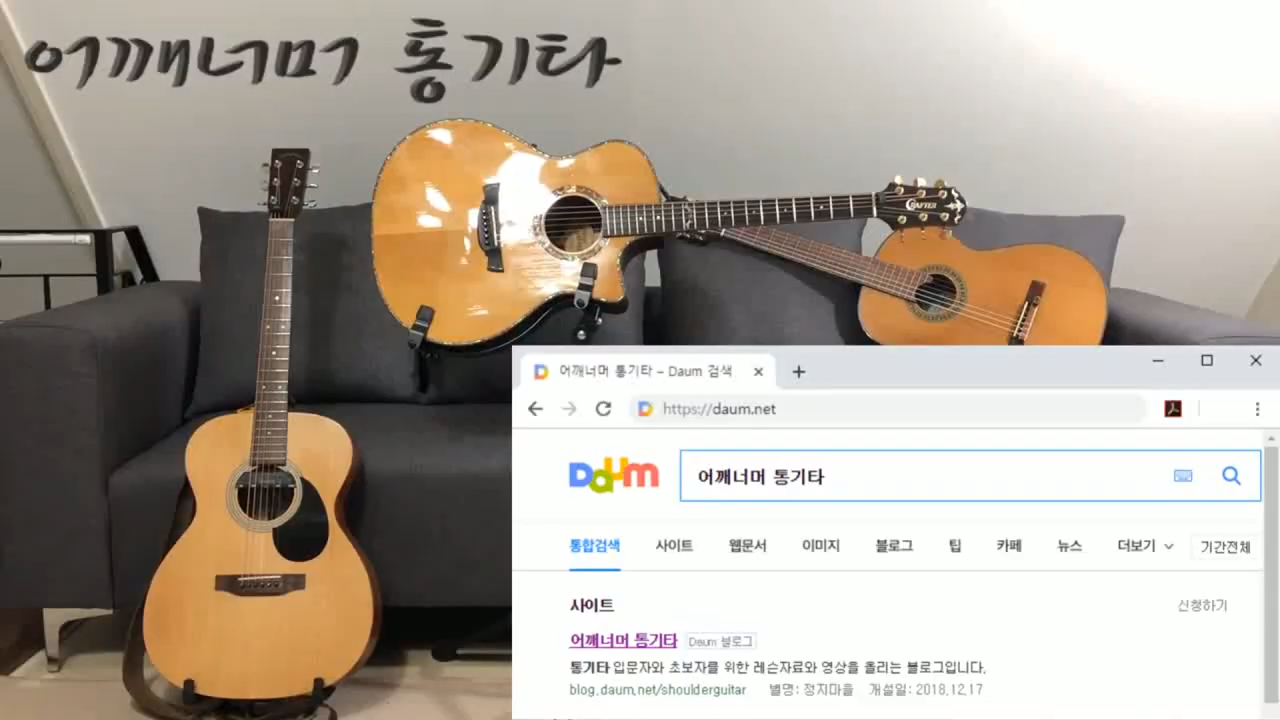 어깨너머 통기타
CRAFTER
어깨너머 통기타 – Daum 검색
https://daum.net
Daum
어깨너머 통기타
통합검색 사이트 웹문서 이미지 블로그 팁 카페 뉴스 더보기 기간전체
사이트 신청하기
어깨너머 통기타 Daum 블로그
통기타 입문자와 초보자를 위한 레슨자료와 영상을 올리는 블로그입니다.
blog.daum.net/shoulderguitar 별명: 정지마을 개설일: 2018.12.17